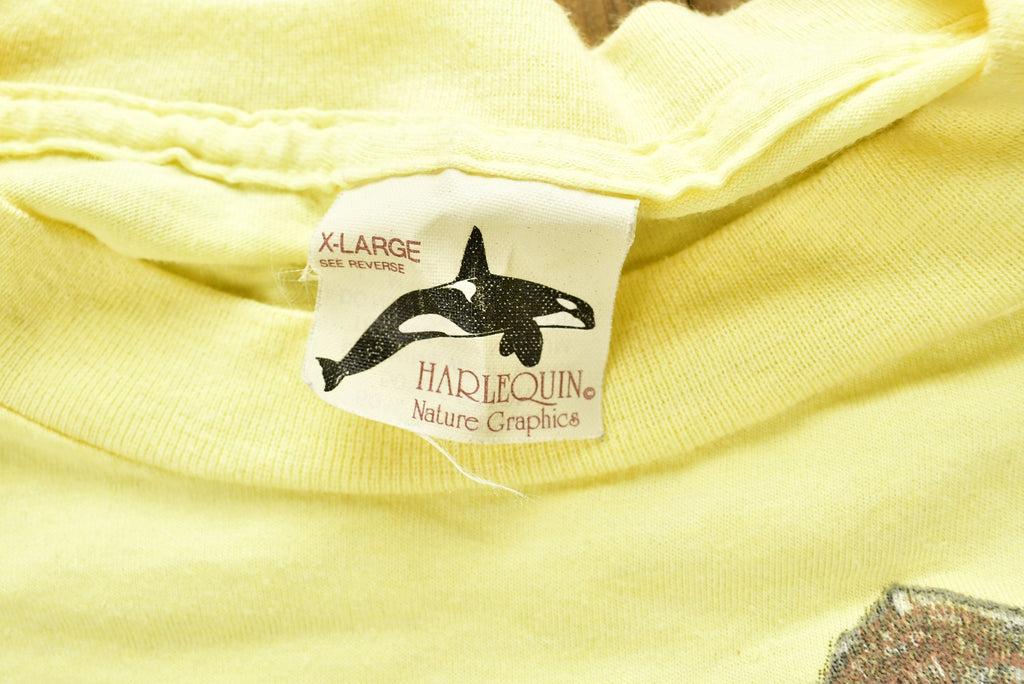 X-LARGE
SEE REVERSE
HARLEQUIN©
Nature Graphics